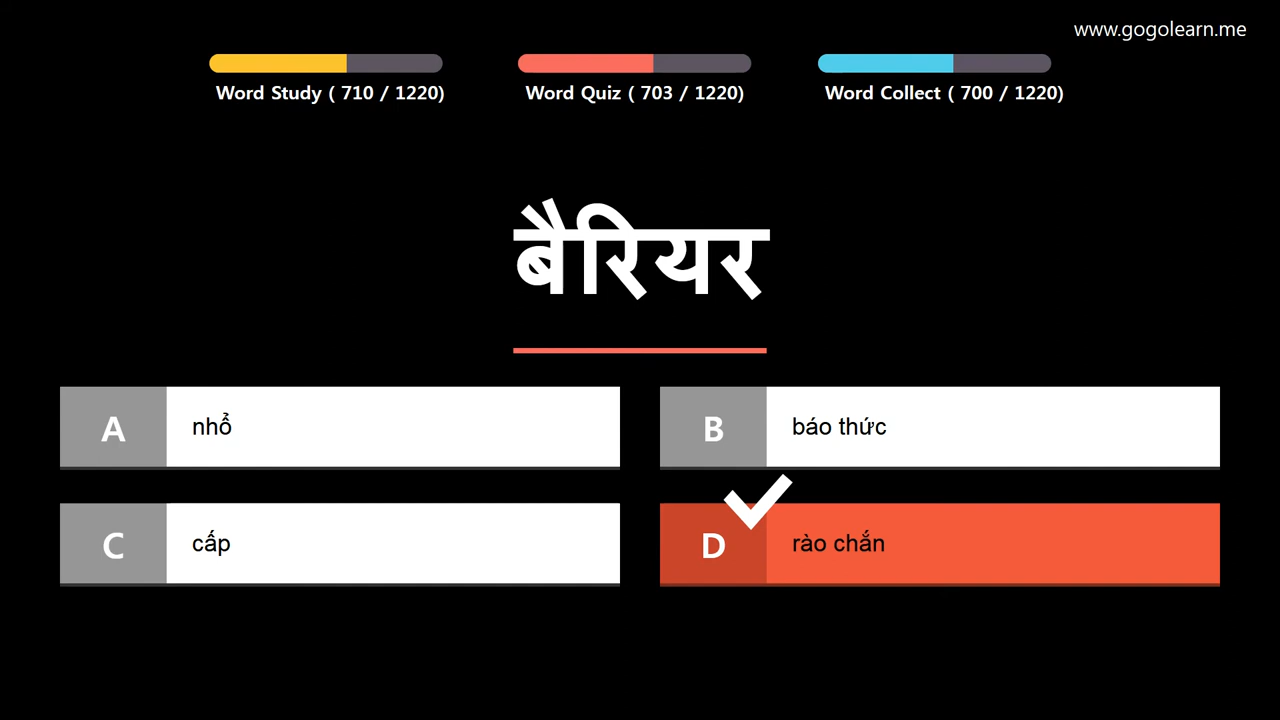 www.gogolearn.me
Word Study ( 710 / 1220)
Word Quiz ( 703 / 1220)
Word Collect ( 700 / 1220)
बैरियर
A
nhổ
B
báo thức
C
cấp
D
rào chắn